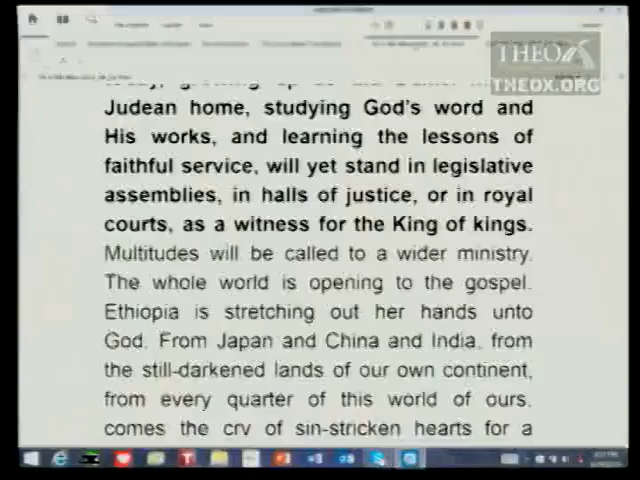 THEOX
THEOX.ORG
Judean home, studying God's word and
His works, and learning the lessons of
faithful service, will yet stand in legislative
assemblies, in halls of justice, or in royal
courts, as a witness for the King of kings.
Multitudes will be called to a wider ministry.
The whole world is opening to the gospel.
Ethiopia is stretching out her hands unto
God. From Japan and China and India, from
the still-darkened lands of our own continent,
from every quarter of this world of ours,
comes the cry of sin-stricken hearts for a